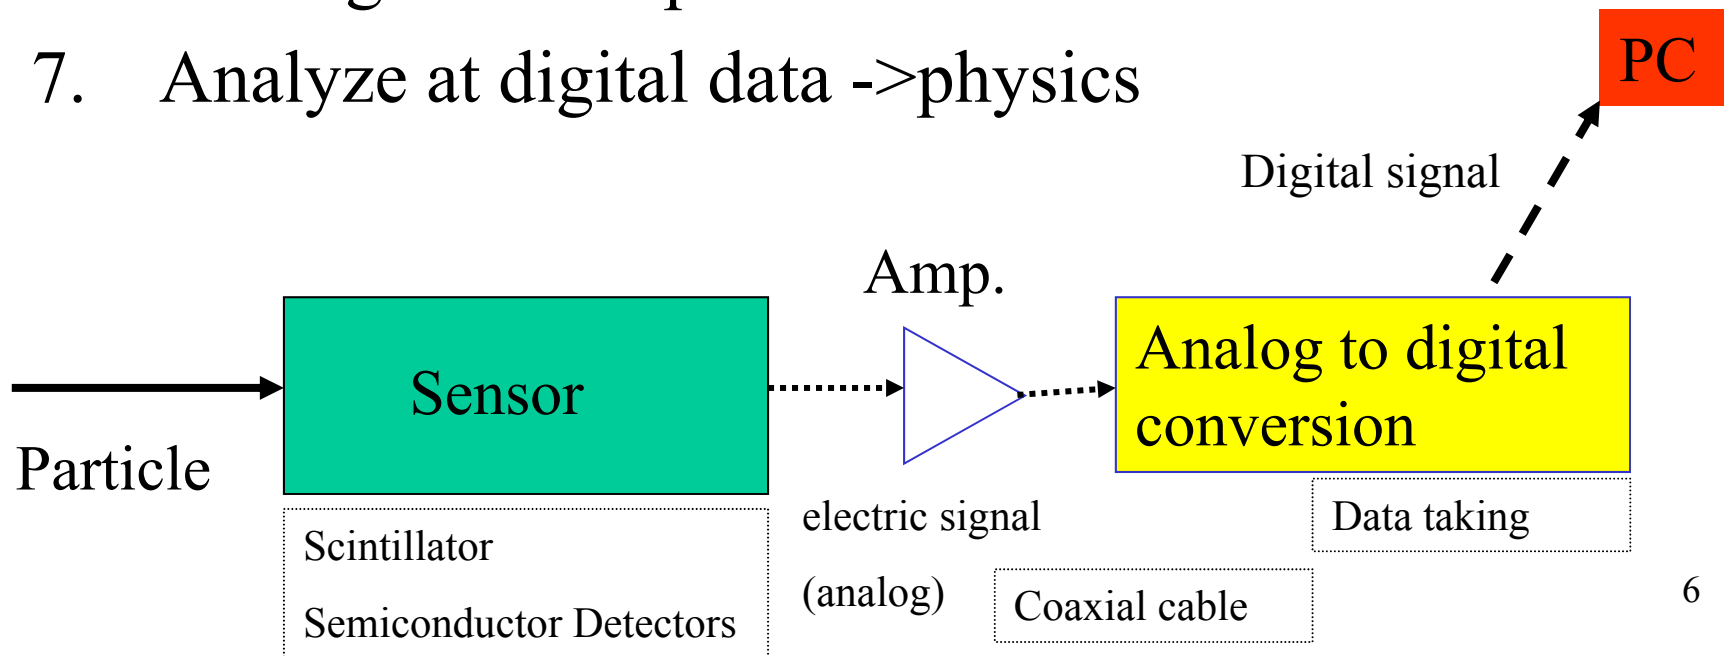 7. Analyze at digital data ->physics
PC
Digital signal
Amp.
Sensor
Analog to digital
conversion
Particle
electric signal
(analog)
Data taking
Scintillator
Semiconductor Detectors
Coaxial cable
6